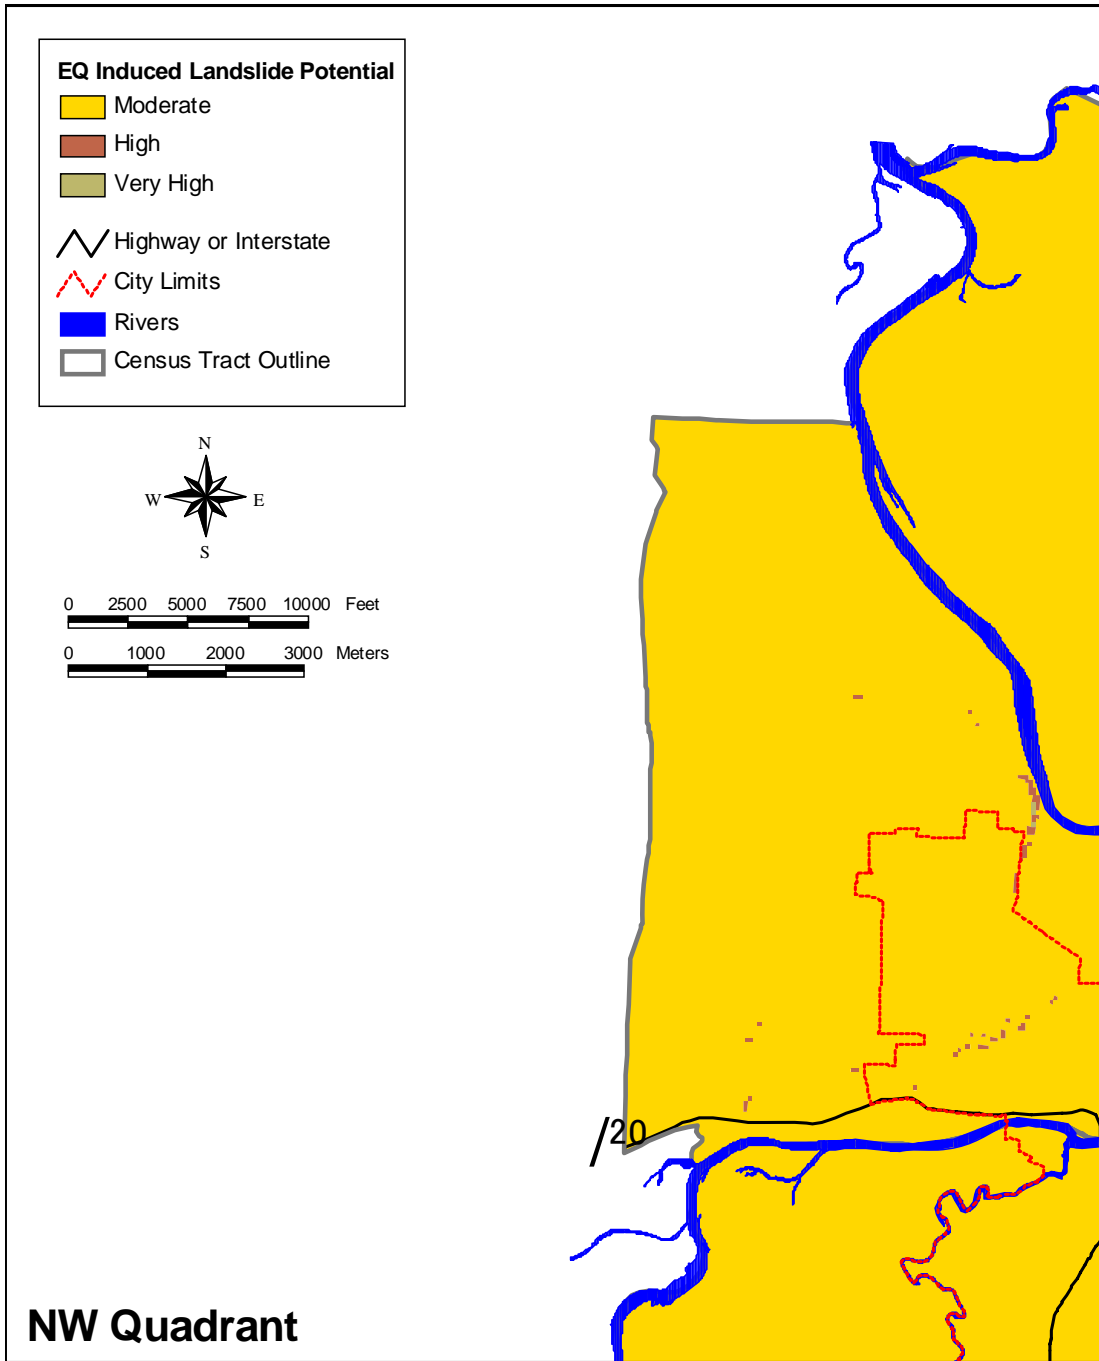 EQ Induced Landslide Potential
Moderate
High
Very High
Highway or Interstate
City Limits
Rivers
Census Tract Outline
N
W E
S
0 2500 5000 7500 10000 Feet
0 1000 2000 3000 Meters
/20
NW Quadrant